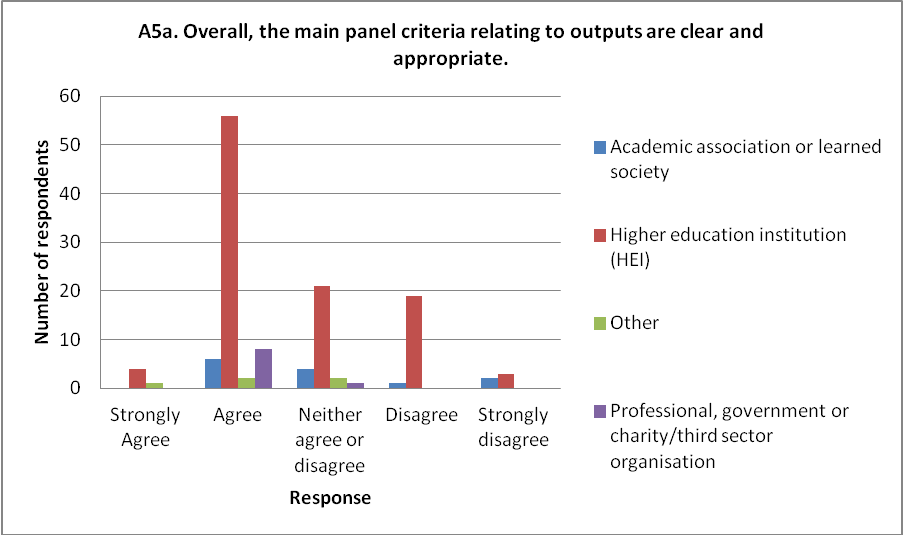 A5a. Overall, the main panel criteria relating to outputs are clear and
appropriate.
60
50
40
30
20
10
0
Number of respondents
Strongly
Agree
Agree
Neither
agree or
disagree
Disagree
Strongly
disagree
Response
Academic association or learned
society
Higher education institution
(HEI)
Other
Professional, government or
charity/third sector
organisation